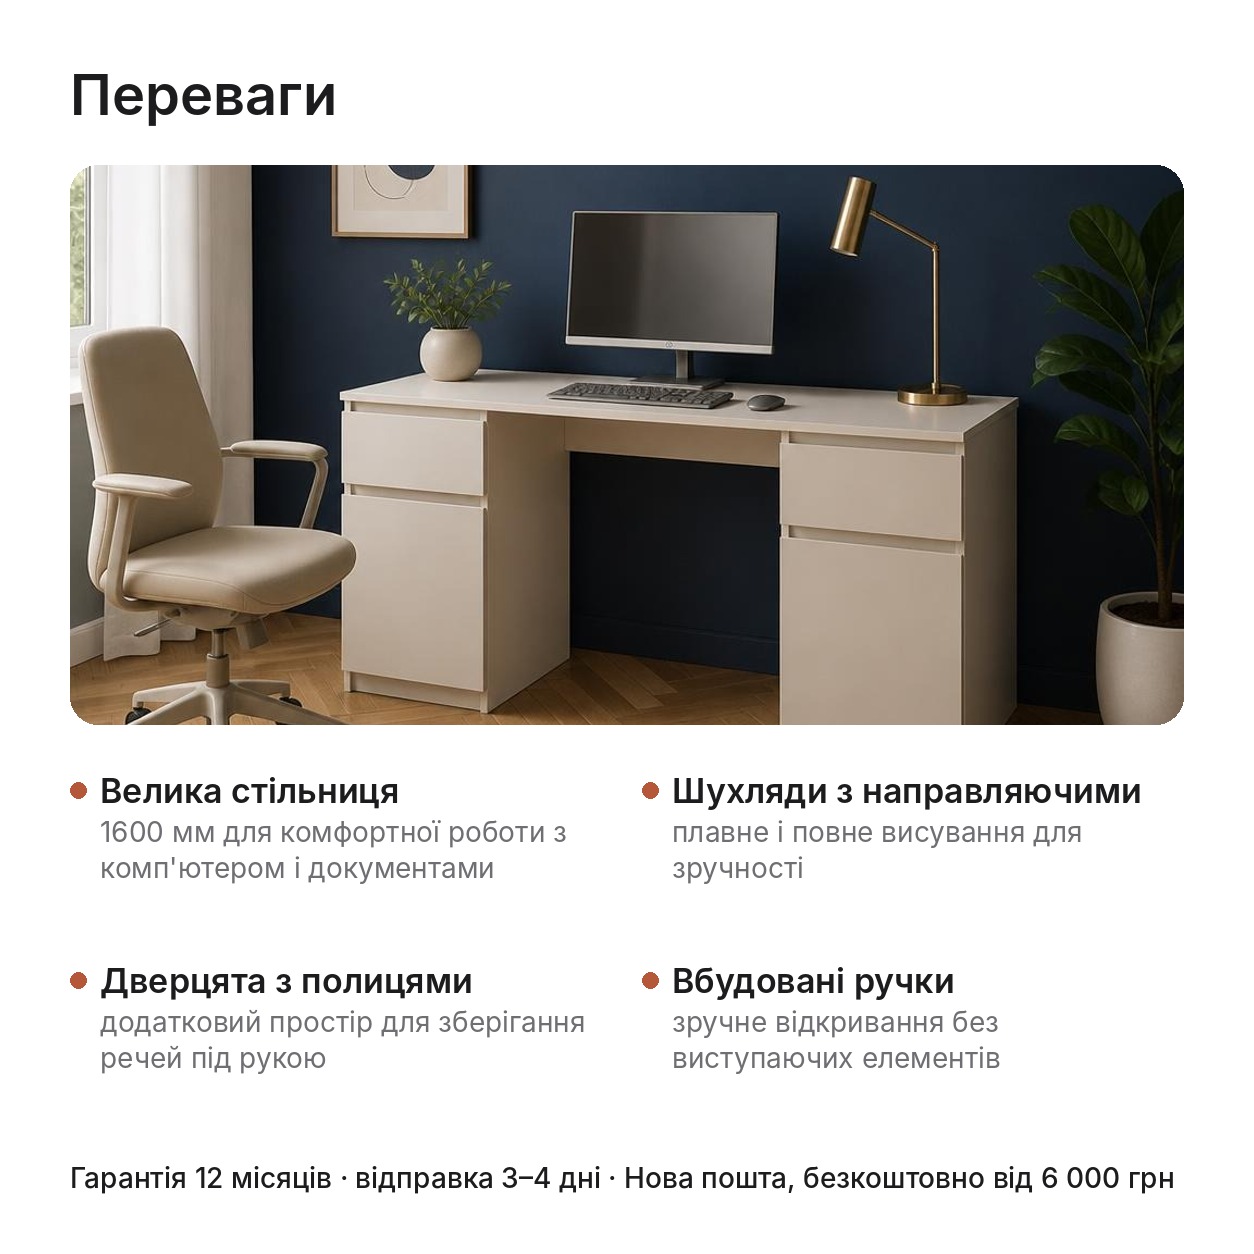 Переваги
Велика стільниця
1600 мм для комфортної роботи з
комп'ютером і документами
Шухляди з направляючими
плавне і повне висування для
зручності
Дверцята з полицями
додатковий простір для зберігання
речей під рукою
Вбудовані ручки
зручне відкривання без
виступаючих елементів
Гарантія 12 місяців · відправка 3–4 дні · Нова пошта, безкоштовно від 6 000 грн